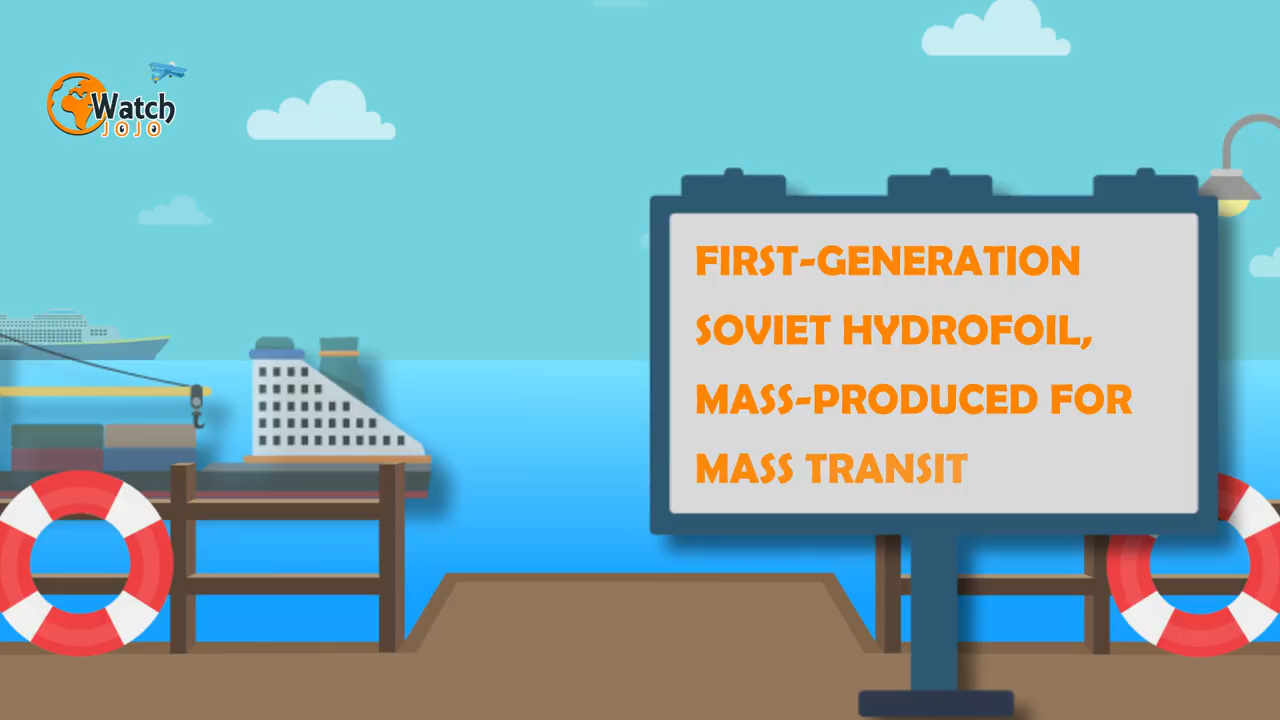 Watch
JOJO
FIRST-GENERATION
SOVIET HYDROFOIL,
MASS-PRODUCED FOR
MASS TRANSIT